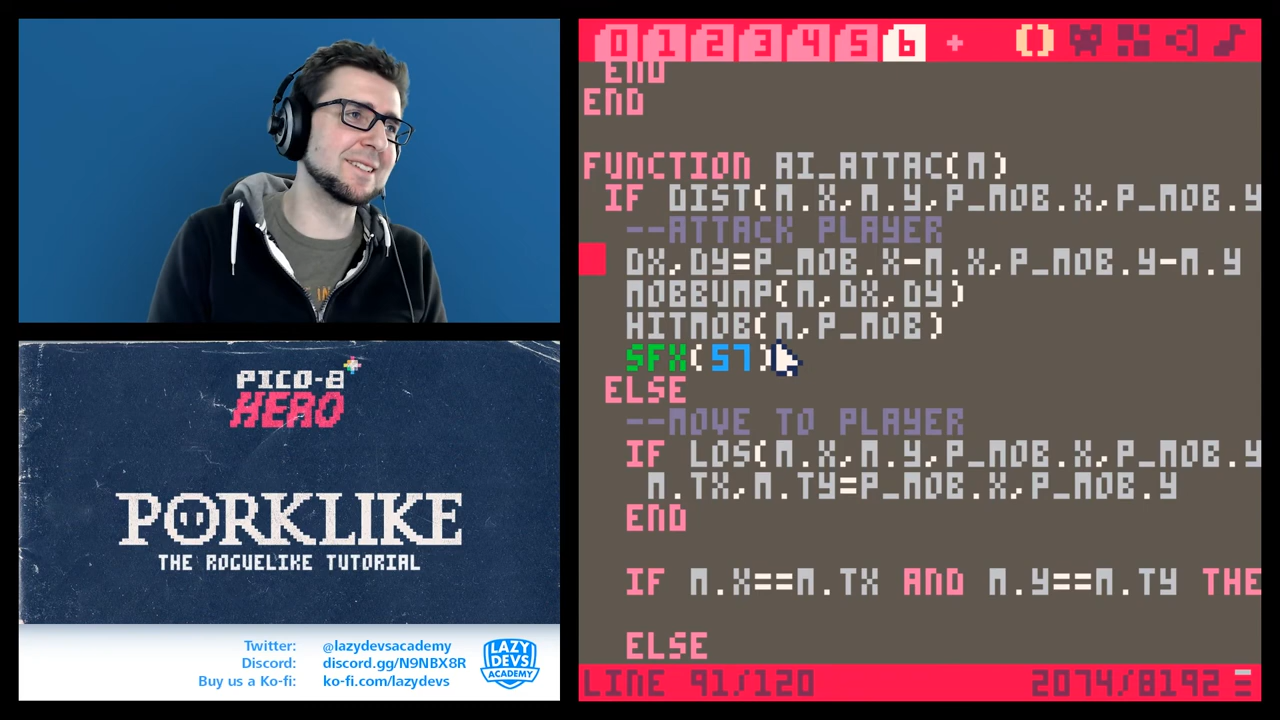 PICO-8
HERO
PORKLIKE
THE ROGUELIKE TUTORIAL
Twitter: @lazydevsacademy
Discord: discord.gg/N9NBX8R
Buy us a Ko-fi: ko-fi.com/lazydevs
LAZY
DEVS
ACADEMY
0 1 2 3 4 5 6 +
END
END
FUNCTION AI_ATTAC(M)
IF DIST(M.X,M.Y,P_MOB.X,P_MOB.Y
--ATTACK PLAYER
DX,DY=P_MOB.X-M.X,P_MOB.Y-M.Y
MOBBUMP(M,DX,DY)
HITMOB(M,P_MOB)
SFX(57)
ELSE
--MOVE TO PLAYER
IF LOS(M.X,M.Y,P_MOB.X,P_MOB.Y
M.TX,M.TY=P_MOB.X,P_MOB.Y
END
IF M.X==M.TX AND M.Y==M.TY THE
ELSE
LINE 91/120 2074/8192